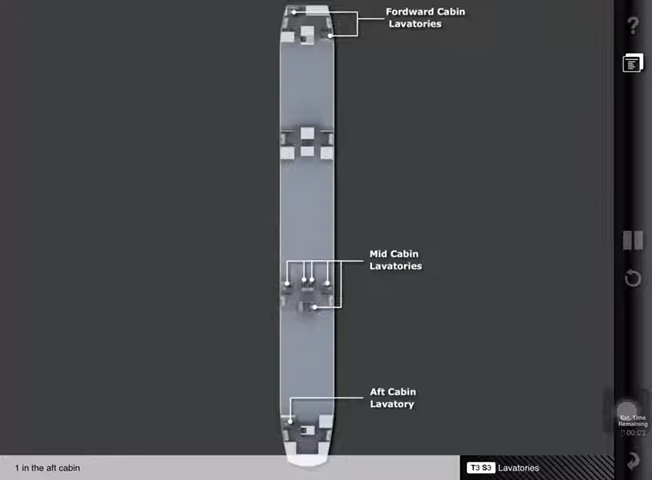 Fordward Cabin
Lavatories
?
Mid Cabin
Lavatories
Aft Cabin
Lavatory
Est. Time
Remaining
1 in the aft cabin
T3 S3 Lavatories